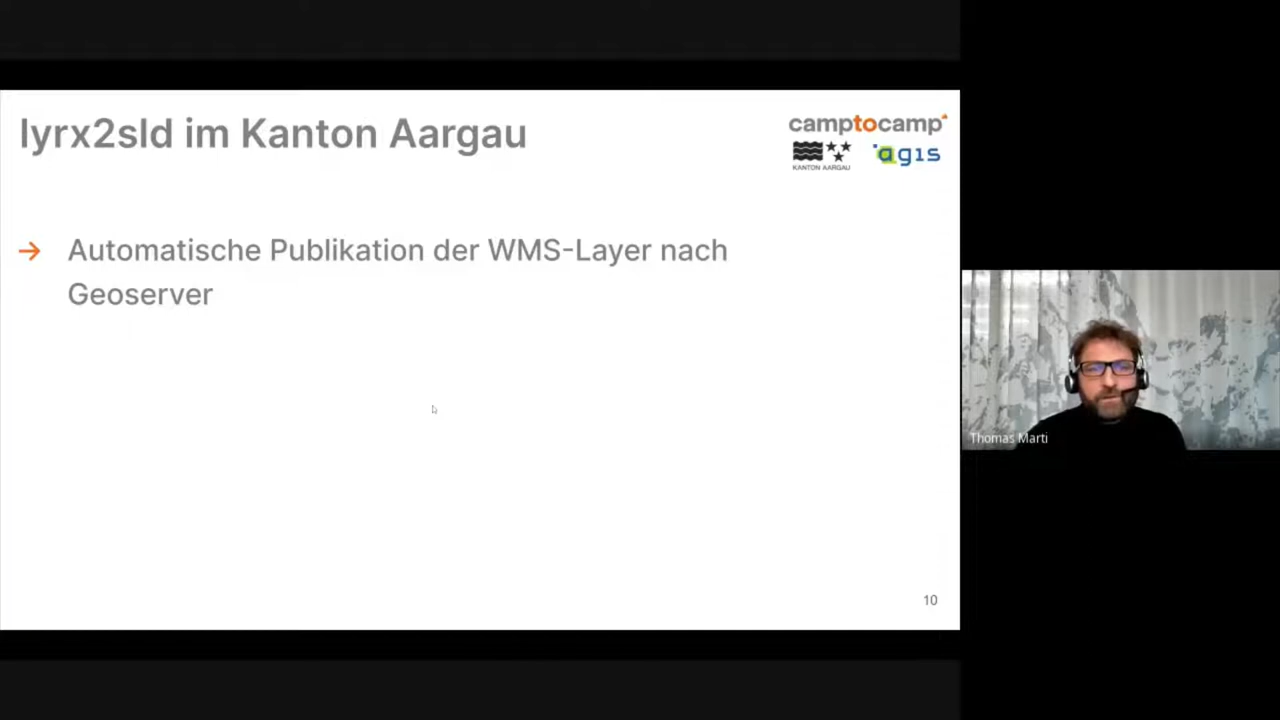 lyrx2sld im Kanton Aargau
camptocamp
KANTON AARGAU
agis
→ Automatische Publikation der WMS-Layer nach
Geoserver
Thomas Marti
10